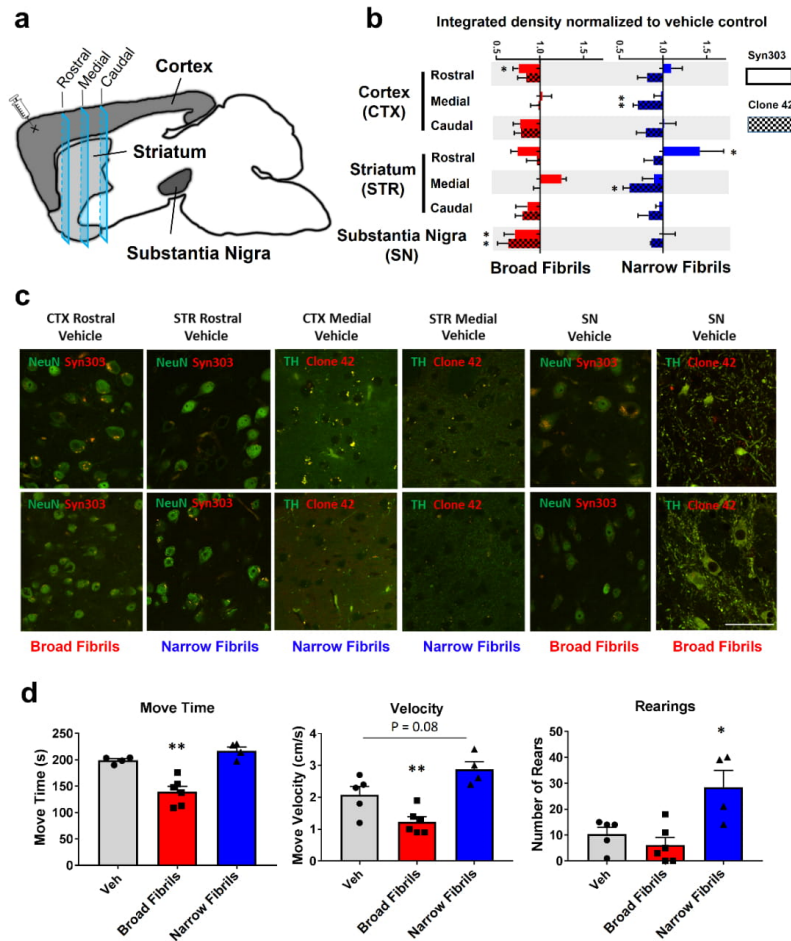 a
Rostral
Medial
Caudal
Cortex
x
Striatum
Substantia Nigra
b
Integrated density normalized to vehicle control
0.5 1.0 1.5 0.5 1.0 1.5
Cortex
(CTX)
Rostral
*
Medial
**
Caudal
Striatum
(STR)
Rostral
*
Medial
*
Caudal
Substantia Nigra
(SN)
**
Broad Fibrils
Narrow Fibrils
Syn303
Clone 42
c
CTX Rostral
Vehicle
STR Rostral
Vehicle
CTX Medial
Vehicle
STR Medial
Vehicle
SN
Vehicle
SN
Vehicle
NeuN Syn303
NeuN Syn303
TH Clone 42
TH Clone 42
NeuN Syn303
TH Clone 42
NeuN Syn303
NeuN Syn303
TH Clone 42
TH Clone 42
NeuN Syn303
TH Clone 42
Broad Fibrils
Narrow Fibrils
Narrow Fibrils
Narrow Fibrils
Broad Fibrils
Broad Fibrils
d
Move Time
Move Time (s)
250
200
150
100
50
0
**
Veh
Broad Fibrils
Narrow Fibrils
Velocity
P = 0.08
Move Velocity (cm/s)
4
3
2
1
0
**
Veh
Broad Fibrils
Narrow Fibrils
Rearings
Number of Rears
50
40
30
20
10
0
*
Veh
Broad Fibrils
Narrow Fibrils